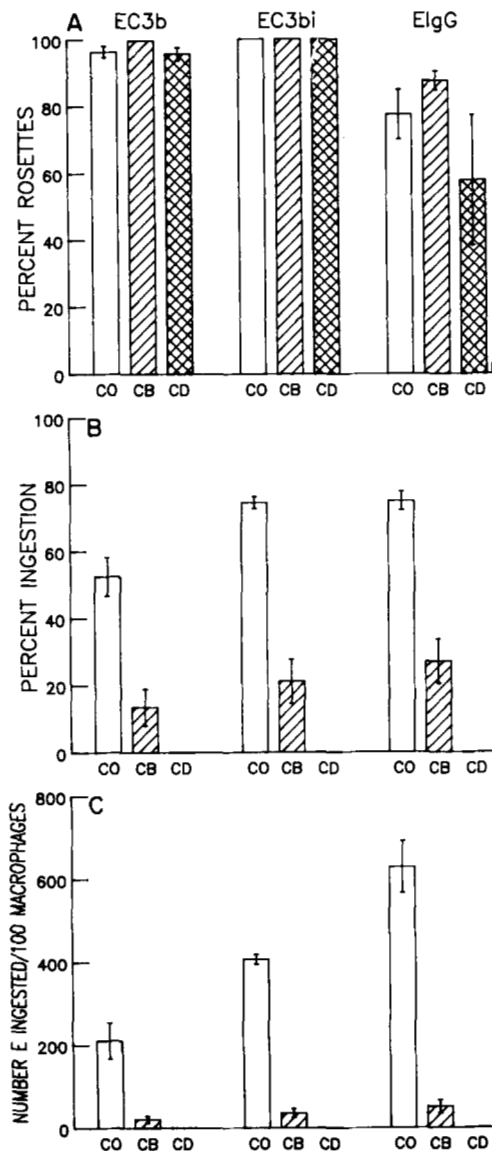 A EC3b EC3bi EIgG
100
80
60
40
20
0
PERCENT ROSETTES
CO CB CD CO CB CD CO CB CD
B
100
80
60
40
20
0
PERCENT INGESTION
CO CB CD CO CB CD CO CB CD
C
800
600
400
200
0
NUMBER E INGESTED/100 MACROPHAGES
CO CB CD CO CB CD CO CB CD